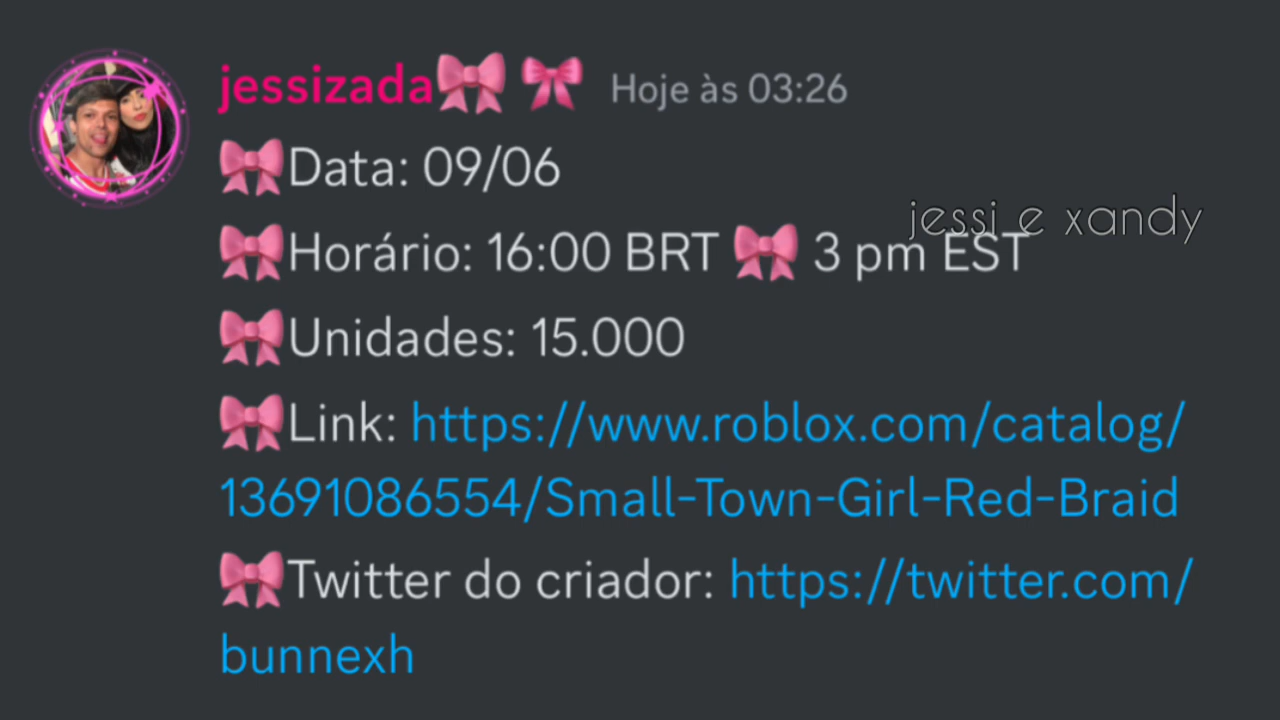 jessizada🎀 🎀 Hoje às 03:26
🎀Data: 09/06
jessi e xandy
🎀Horário: 16:00 BRT 🎀 3 pm EST
🎀Unidades: 15.000
🎀Link: https://www.roblox.com/catalog/
13691086554/Small-Town-Girl-Red-Braid
🎀Twitter do criador: https://twitter.com/
bunnexh